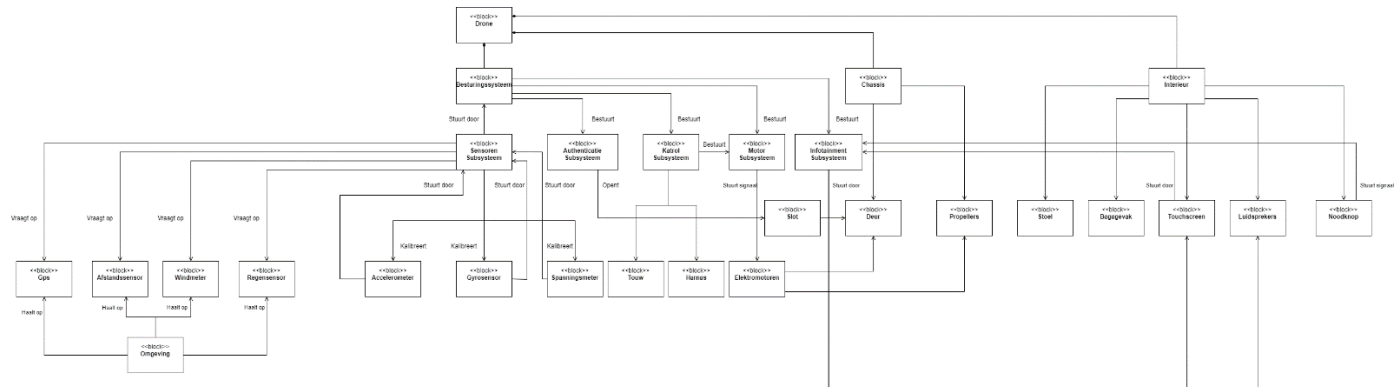 <<block>>
Drone
<<block>>
Besturingssysteem
<<block>>
Chassis
<<block>>
Interieur
Stuurt door
Bestuurt
Bestuurt
Bestuurt
Bestuurt
<<block>>
Sensoren
Subsysteem
<<block>>
Authenticatie
Subsysteem
<<block>>
Katrol
Subsysteem
Bestuurt
<<block>>
Motor
Subsysteem
<<block>>
Infotainment
Subsysteem
Stuurt door
Stuurt door
Stuurt door
Opent
Stuurt signaal
Stuurt door
Stuurt door
Stuurt signaal
Vraagt op
Vraagt op
Vraagt op
Vraagt op
<<block>>
Slot
<<block>>
Deur
<<block>>
Propellers
<<block>>
Stoel
<<block>>
Bagagevak
<<block>>
Touchscreen
<<block>>
Luidsprekers
<<block>>
Noodknop
Kalibreert
Kalibreert
Kalibreert
<<block>>
Gps
<<block>>
Afstandssensor
<<block>>
Windmeter
<<block>>
Regensensor
<<block>>
Accelerometer
<<block>>
Gyrosensor
<<block>>
Spanningsmeter
<<block>>
Touw
<<block>>
Harnas
<<block>>
Elektromotoren
Haalt op
Haalt op
Haalt op
Haalt op
<<block>>
Omgeving